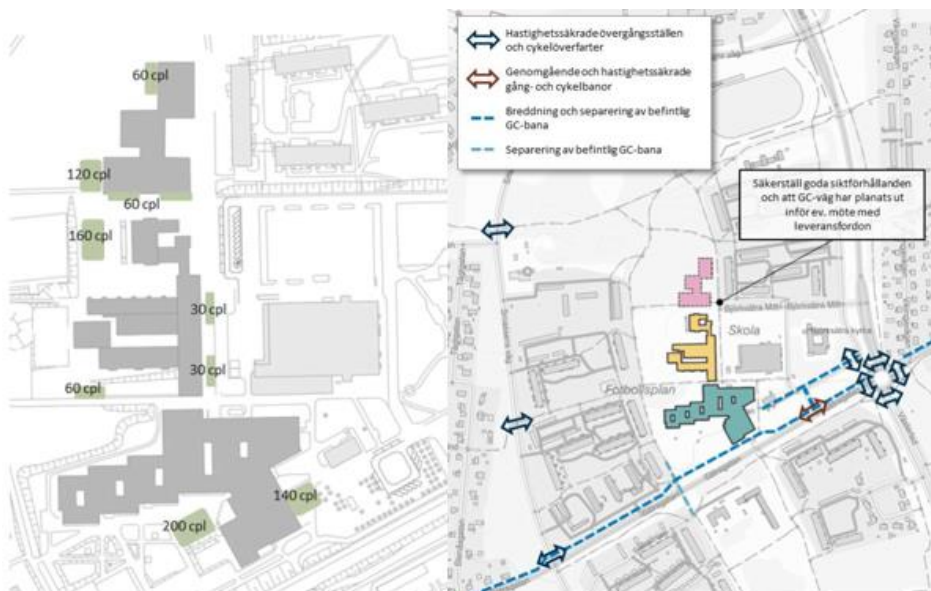 60 cpl
120 cpl
60 cpl
160 cpl
30 cpl
30 cpl
60 cpl
140 cpl
200 cpl
Hastighetssäkrade övergångsställen
och cykelöverfarter
Genomgående och hastighetssäkrade
gång- och cykelbanor
Breddning och separering av befintlig
GC-bana
Separering av befintlig GC-bana
Säkerställ goda siktförhållanden
och att GC-väg har planats ut
inför ev. möte med
leveransfordon
Skola
Fotbollsplan